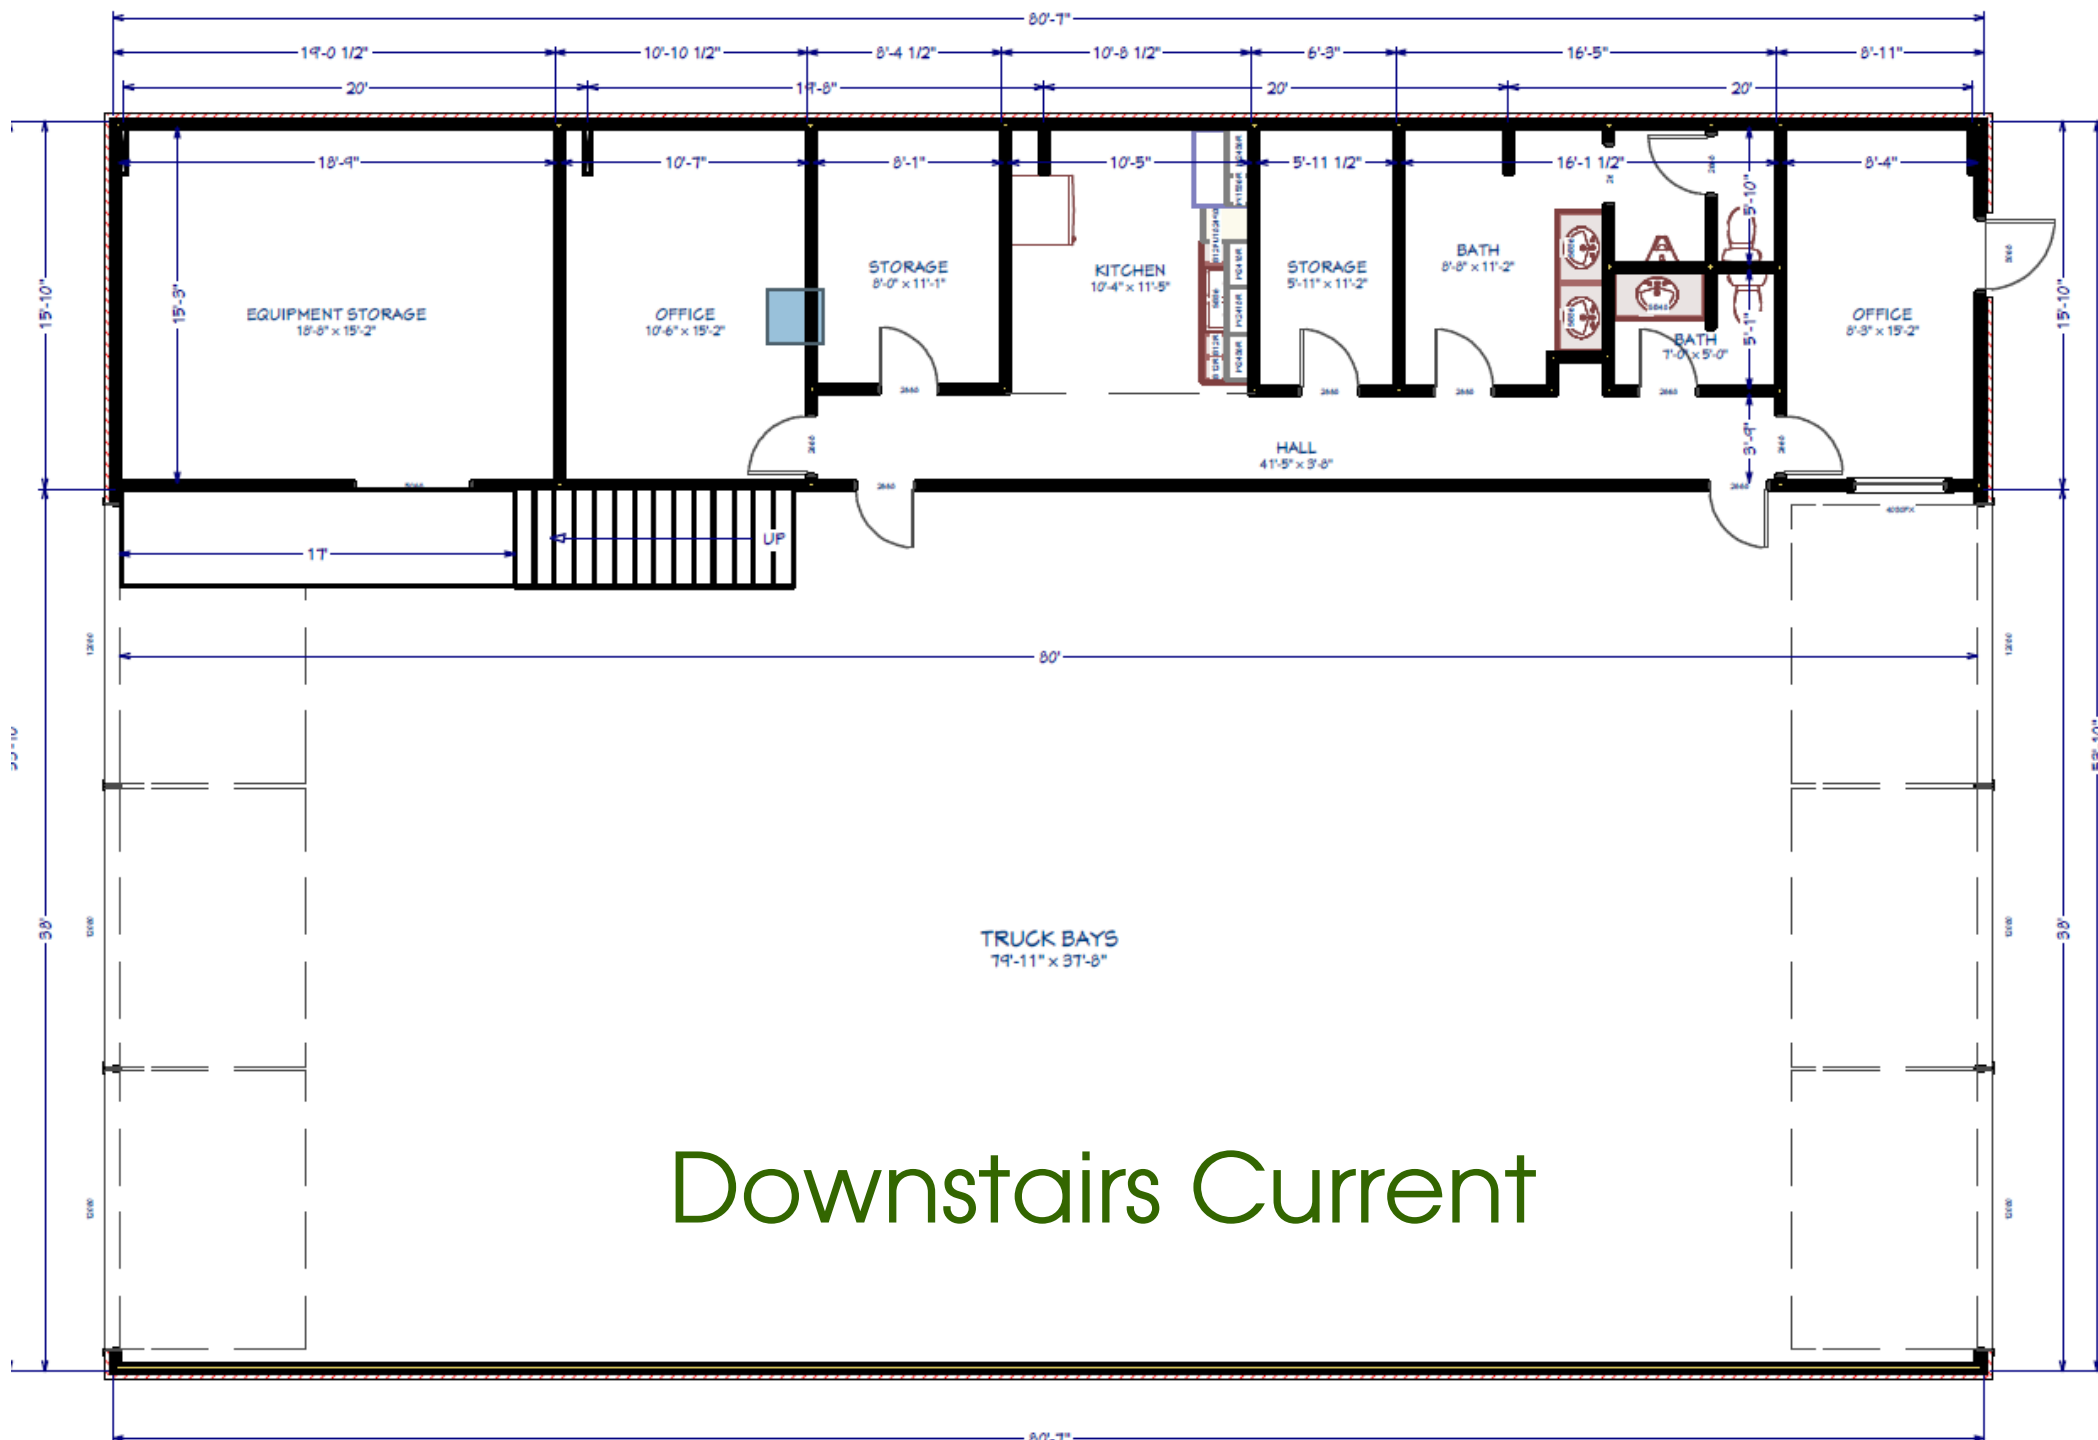 80'-7"
19'-0 1/2" 10'-10 1/2" 8'-4 1/2" 10'-8 1/2" 6'-3" 16'-5" 8'-11"
20' 19'-8" 20' 20'
18'-9" 10'-7" 8'-1" 10'-5" 5'-11 1/2" 16'-1 1/2" 8'-4"
15'-10"
15'-3"
5'-10"
15'-10"
EQUIPMENT STORAGE
18'-8" x 15'-2"
OFFICE
10'-6" x 15'-2"
STORAGE
8'-0" x 11'-1"
KITCHEN
10'-4" x 11'-5"
STORAGE
5'-11" x 11'-2"
BATH
8'-8" x 11'-2"
BATH
7'-0" x 5'-0"
5'-1"
OFFICE
8'-3" x 15'-2"
2668
2668
2668
2668
HALL
41'-5" x 3'-8"
3'-9"
2668
2668
17'
UP
80'
38'
38'
TRUCK BAYS
79'-11" x 37'-8"
Downstairs Current
80'-7"